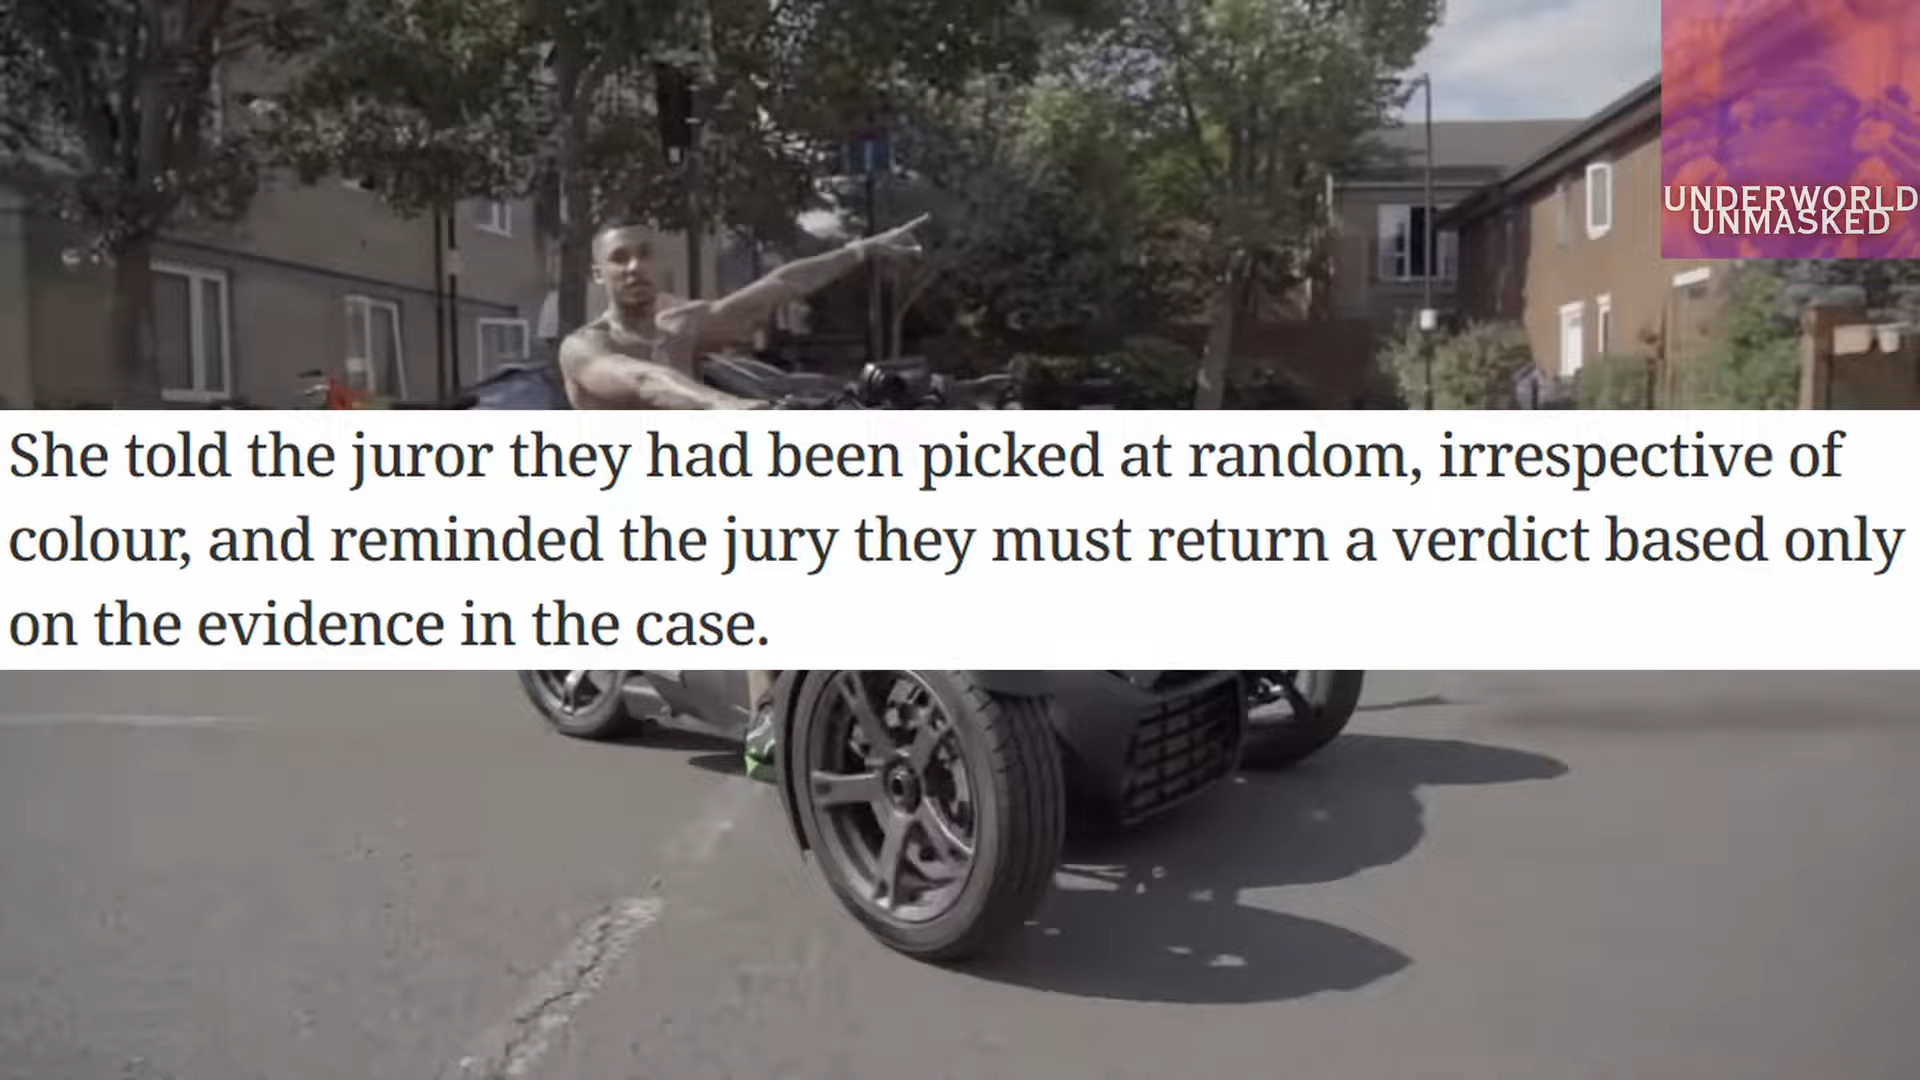 UNDERWORLD
UNMASKED
She told the juror they had been picked at random, irrespective of
colour, and reminded the jury they must return a verdict based only
on the evidence in the case.